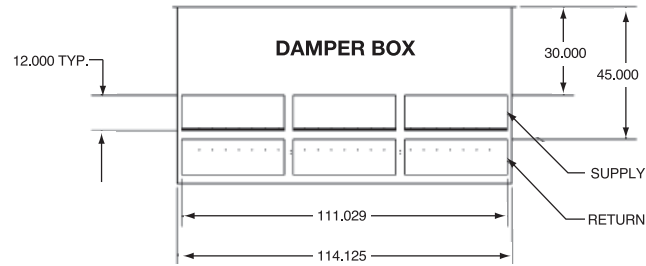 DAMPER BOX
12.000 TYP.
30.000
45.000
SUPPLY
RETURN
111.029
114.125